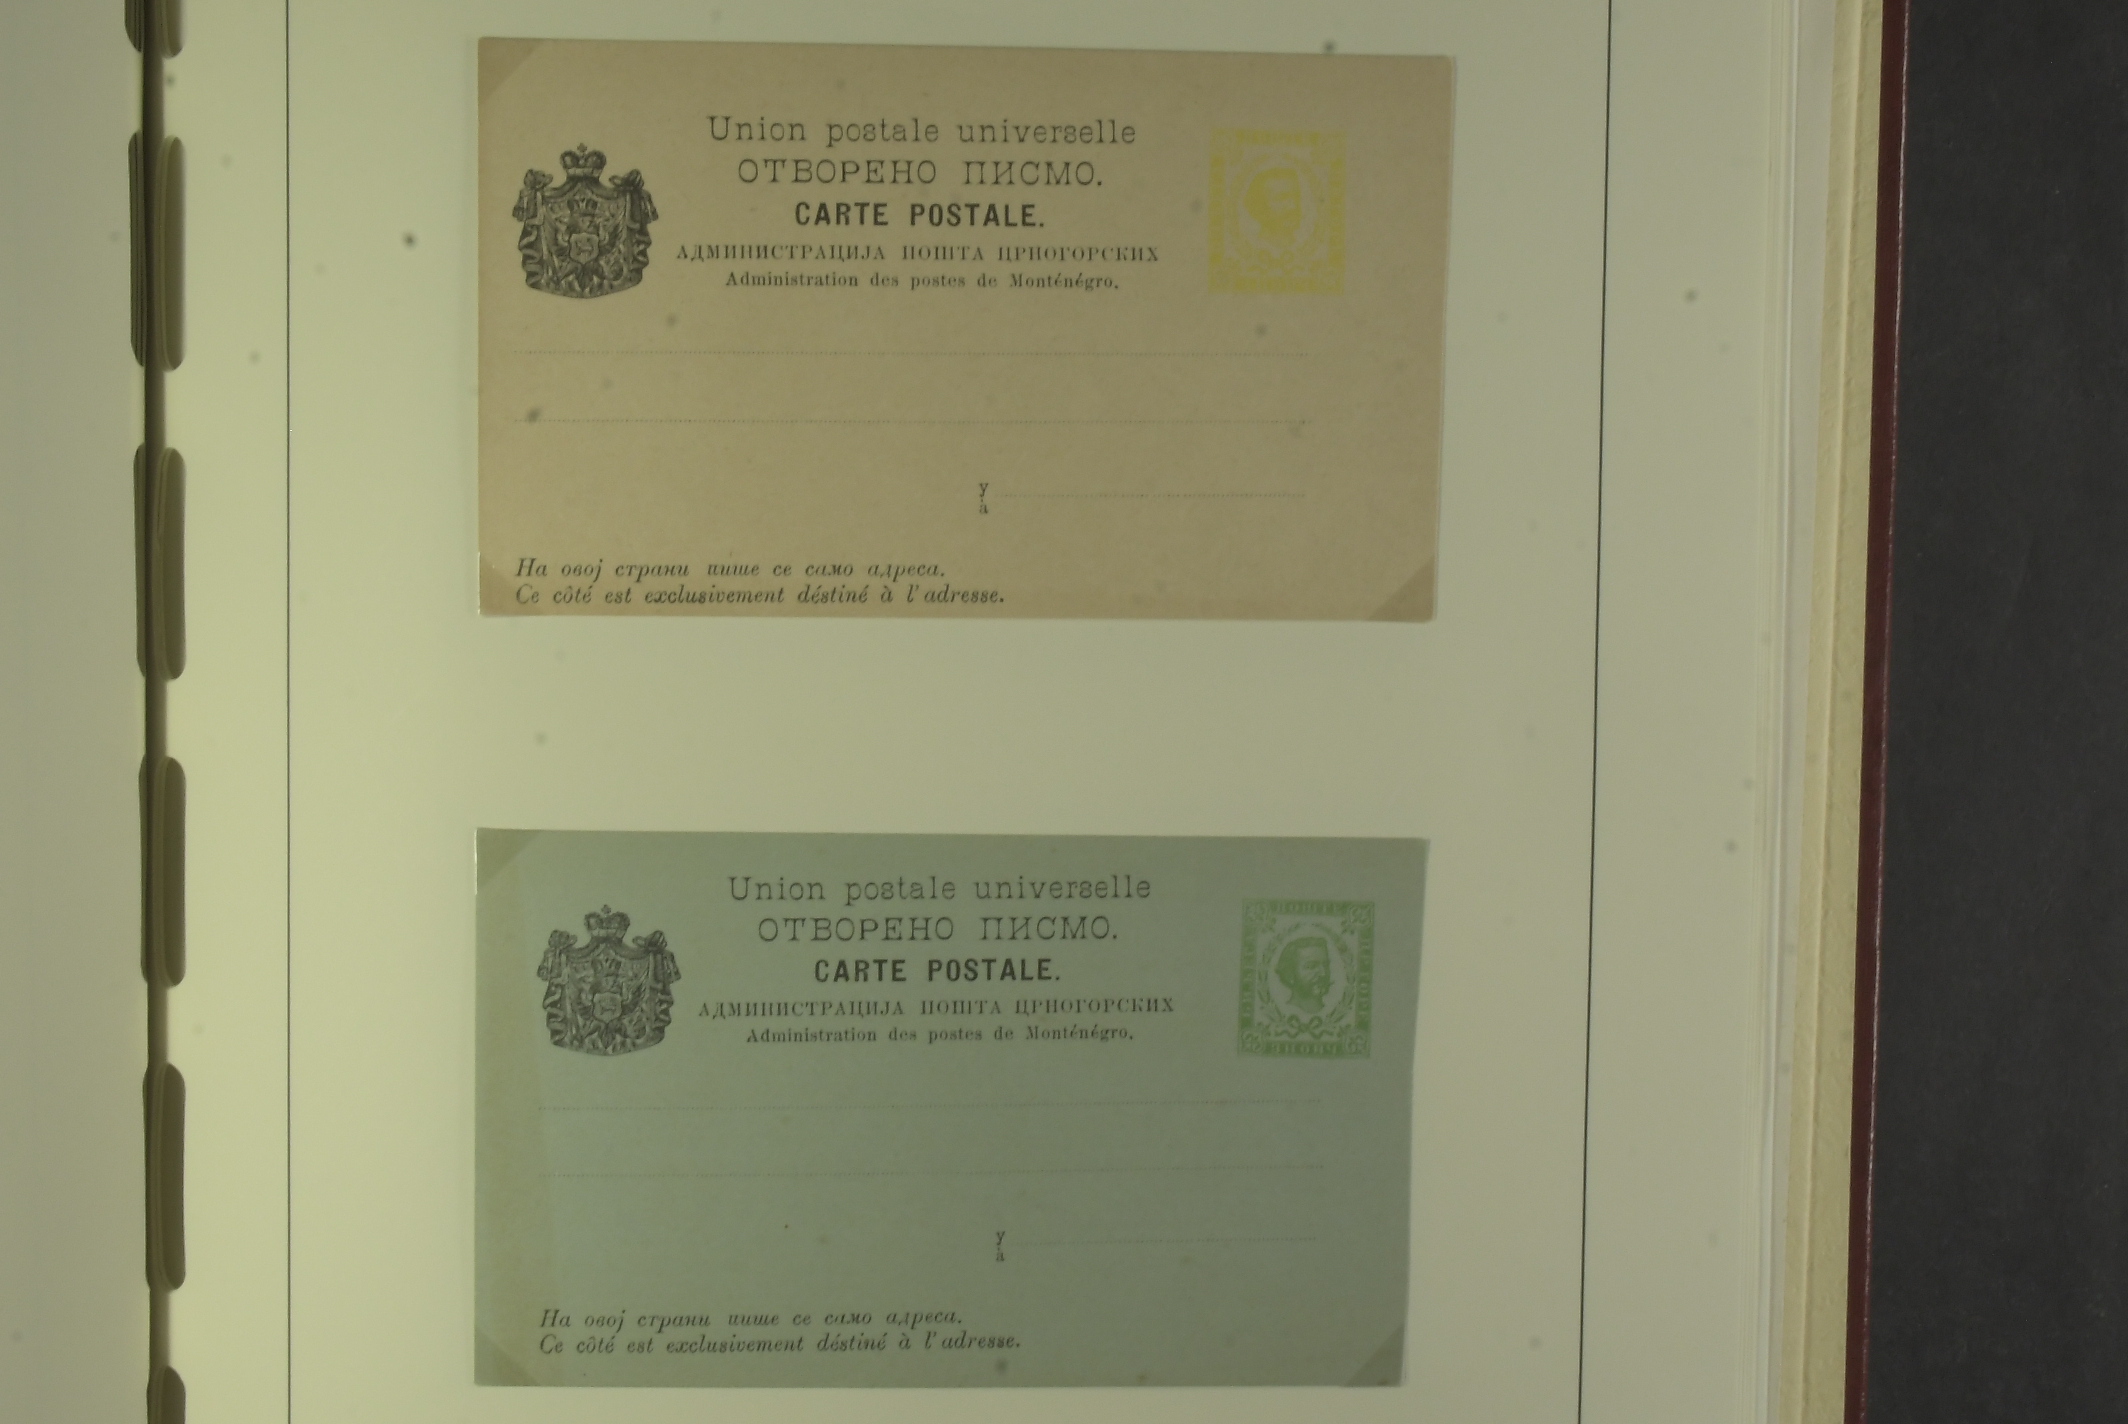 Union postale universelle
ОТВОРЕНО ПИСМО.
CARTE POSTALE.
АДМИНИСТРАЦИЈА ПОШТА ЦРНОГОРСКИХ
Administration des postes de Monténégro.
у
à
На овој страни пише се само адреса.
Ce côté est exclusivement déstiné à l'adresse.
Union postale universelle
ОТВОРЕНО ПИСМО.
CARTE POSTALE.
АДМИНИСТРАЦИЈА ПОШТА ЦРНОГОРСКИХ
Administration des postes de Monténégro.
ПОШТЕ
у
à
На овој страни пише се само адреса.
Ce côté est exclusivement déstiné à l'adresse.